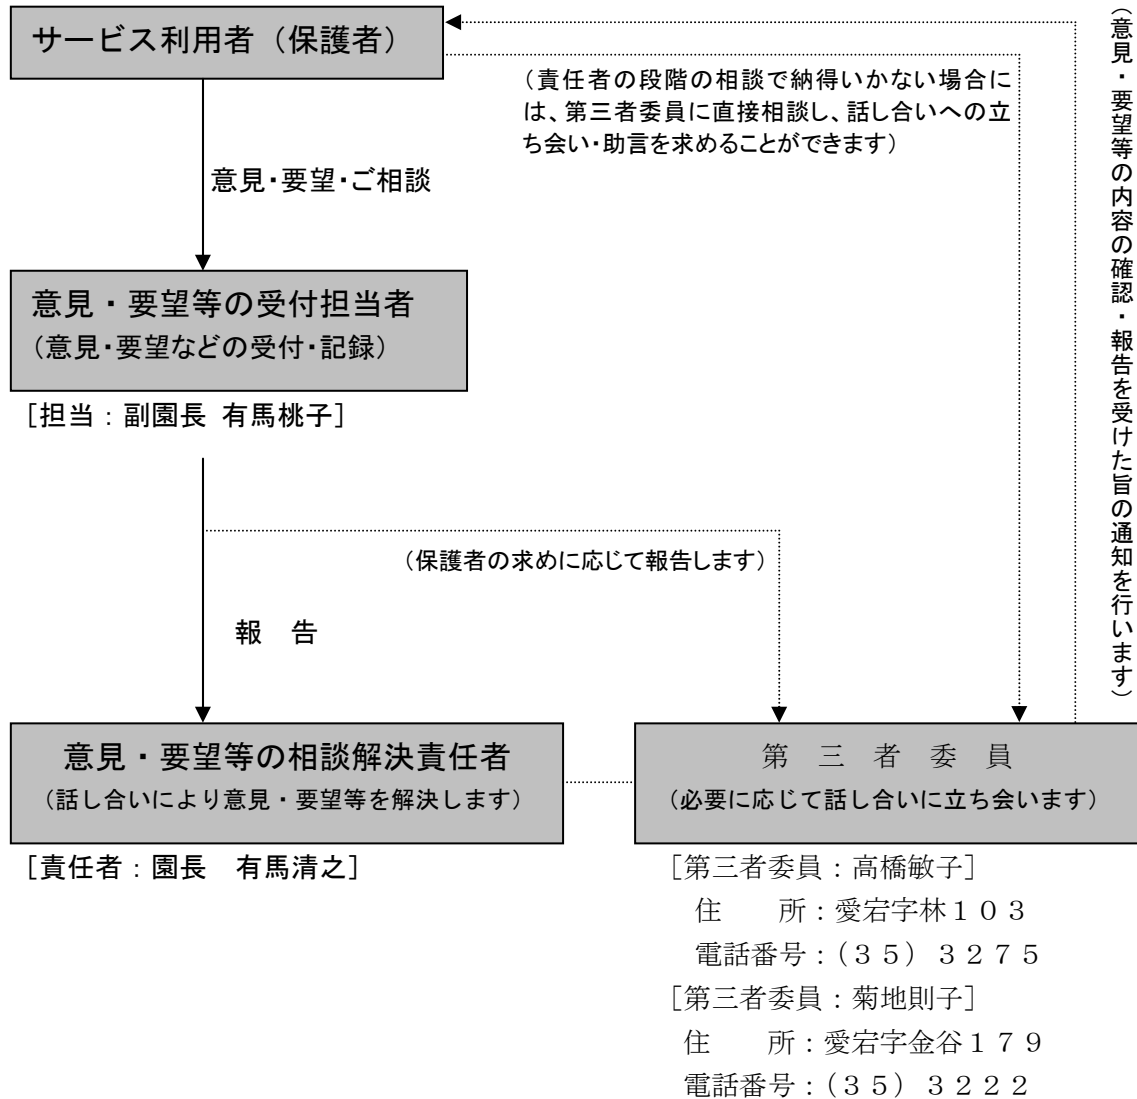 サービス利用者（保護者）
（責任者の段階の相談で納得いかない場合に
は、第三者委員に直接相談し、話し合いへの立
ち会い・助言を求めることができます）
（意見・要望等の内容の確認・報告を受けた旨の通知を行います）
意見・要望・ご相談
意見・要望等の受付担当者
（意見・要望などの受付・記録）
［担当：副園長 有馬桃子］
（保護者の求めに応じて報告します）
報　告
意見・要望等の相談解決責任者
（話し合いにより意見・要望等を解決します）
［責任者：園長　有馬清之］
第　三　者　委　員
（必要に応じて話し合いに立ち会います）
［第三者委員：高橋敏子］
住　　所：愛宕字林１０３
電話番号：（３５）３２７５
［第三者委員：菊地則子］
住　　所：愛宕字金谷１７９
電話番号：（３５）３２２２